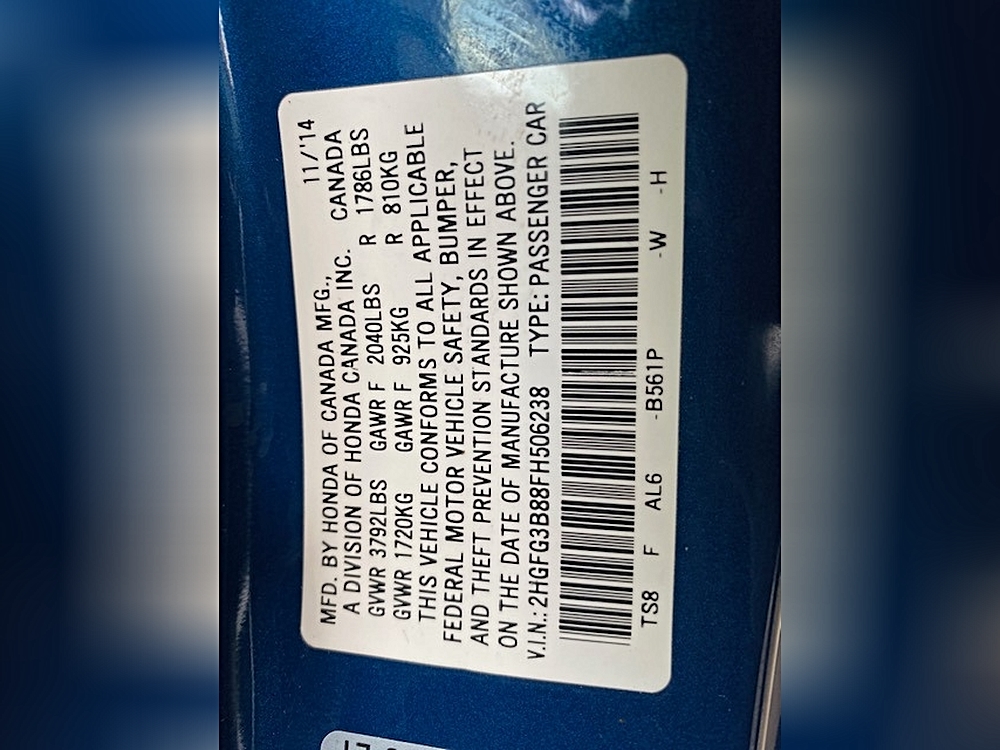 MFD. BY HONDA OF CANADA MFG., 11/'14
A DIVISION OF HONDA CANADA INC. CANADA
GVWR 3792LBS GAWR F 2040LBS R 1786LBS
GVWR 1720KG GAWR F 925KG R 810KG
THIS VEHICLE CONFORMS TO ALL APPLICABLE
FEDERAL MOTOR VEHICLE SAFETY, BUMPER,
AND THEFT PREVENTION STANDARDS IN EFFECT
ON THE DATE OF MANUFACTURE SHOWN ABOVE.
V.I.N.: 2HGFG3B88FH506238 TYPE: PASSENGER CAR
TS8 F AL6 -B561P -W -H